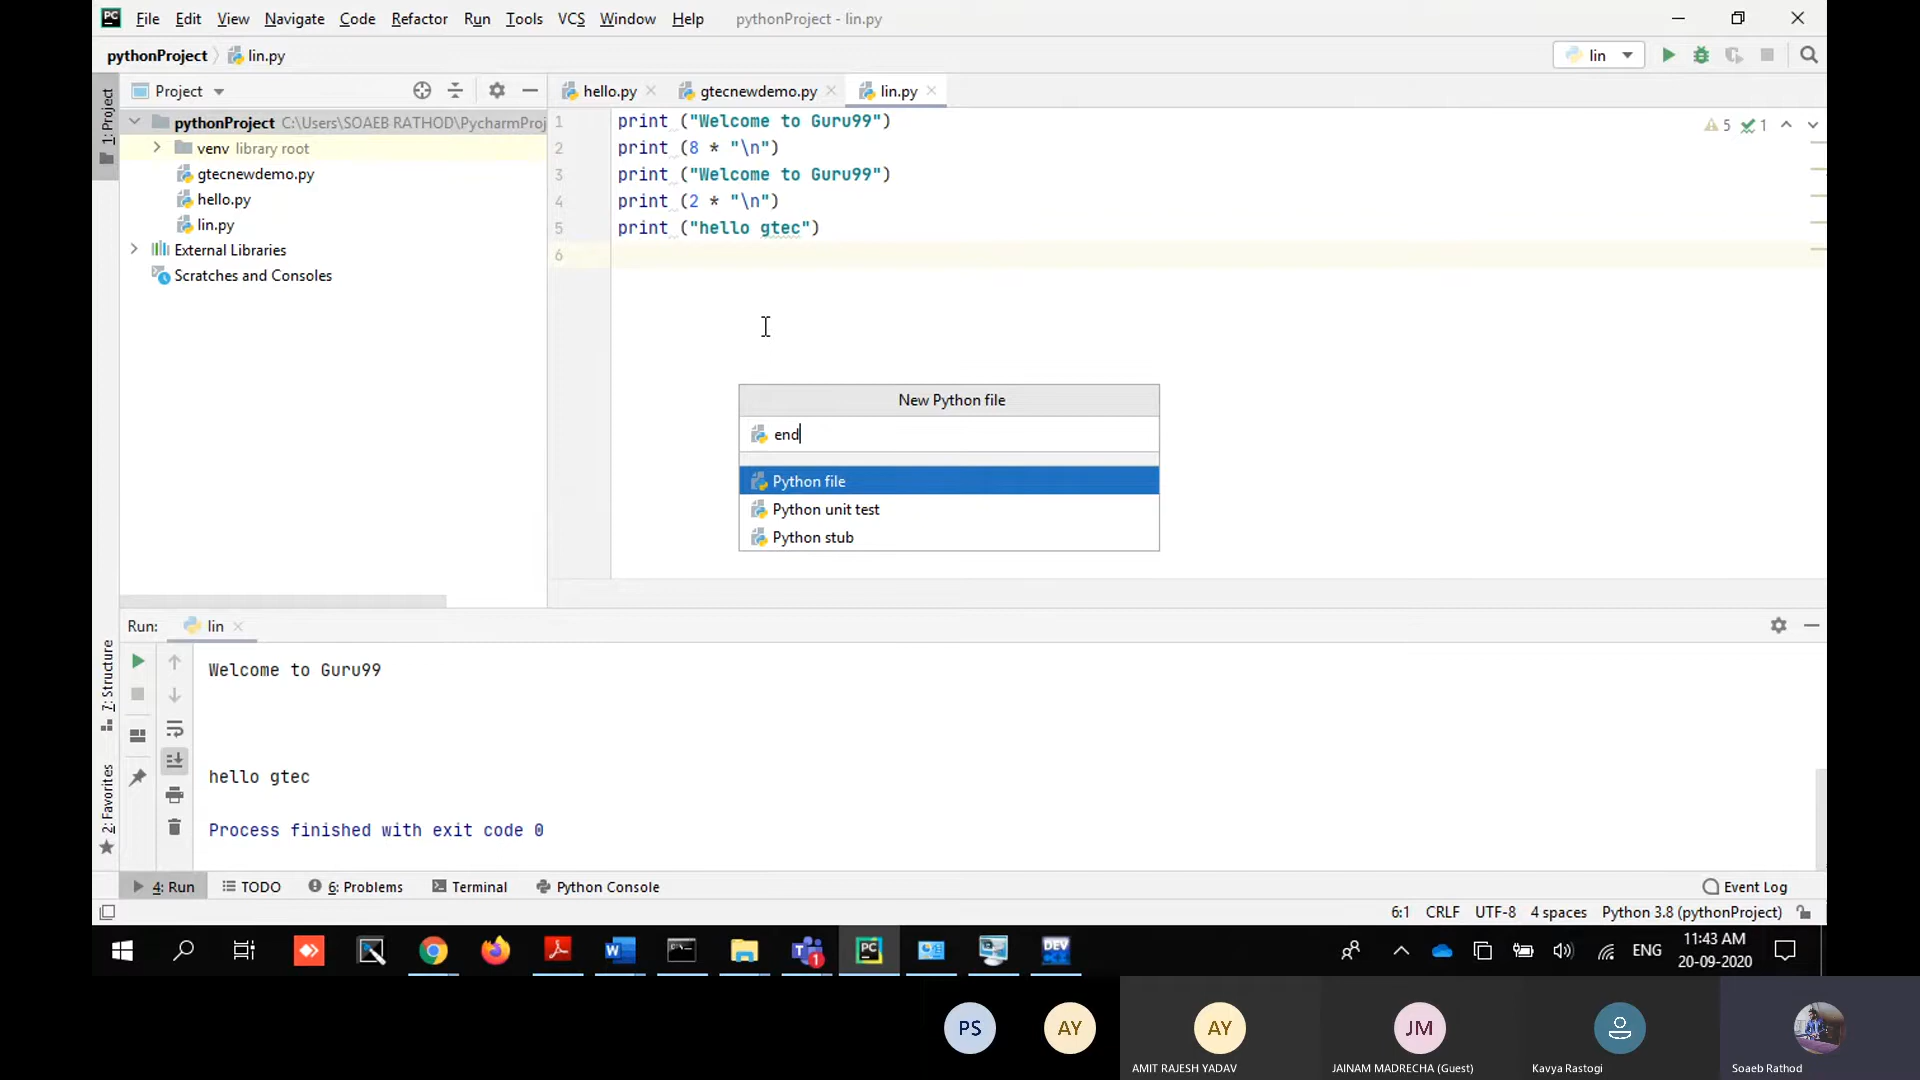 PC File Edit View Navigate Code Refactor Run Tools VCS Window Help pythonProject - lin.py
pythonProject lin.py lin
1: Project
Project
hello.py gtecnewdemo.py lin.py
pythonProject C:\Users\SOAEB RATHOD\PycharmProj
venv library root
gtecnewdemo.py
hello.py
lin.py
External Libraries
Scratches and Consoles
1 print ("Welcome to Guru99")
2 print (8 * "\n")
3 print ("Welcome to Guru99")
4 print (2 * "\n")
5 print ("hello gtec")
6
5 1
New Python file
end
Python file
Python unit test
Python stub
Run: lin
7: Structure
2: Favorites
Welcome to Guru99
hello gtec
Process finished with exit code 0
4: Run TODO 6: Problems Terminal Python Console Event Log
6:1 CRLF UTF-8 4 spaces Python 3.8 (pythonProject)
W 1 PC DEV ENG 11:43 AM
20-09-2020
PS AY AY JM
AMIT RAJESH YADAV JAINAM MADRECHA (Guest) Kavya Rastogi Soaeb Rathod